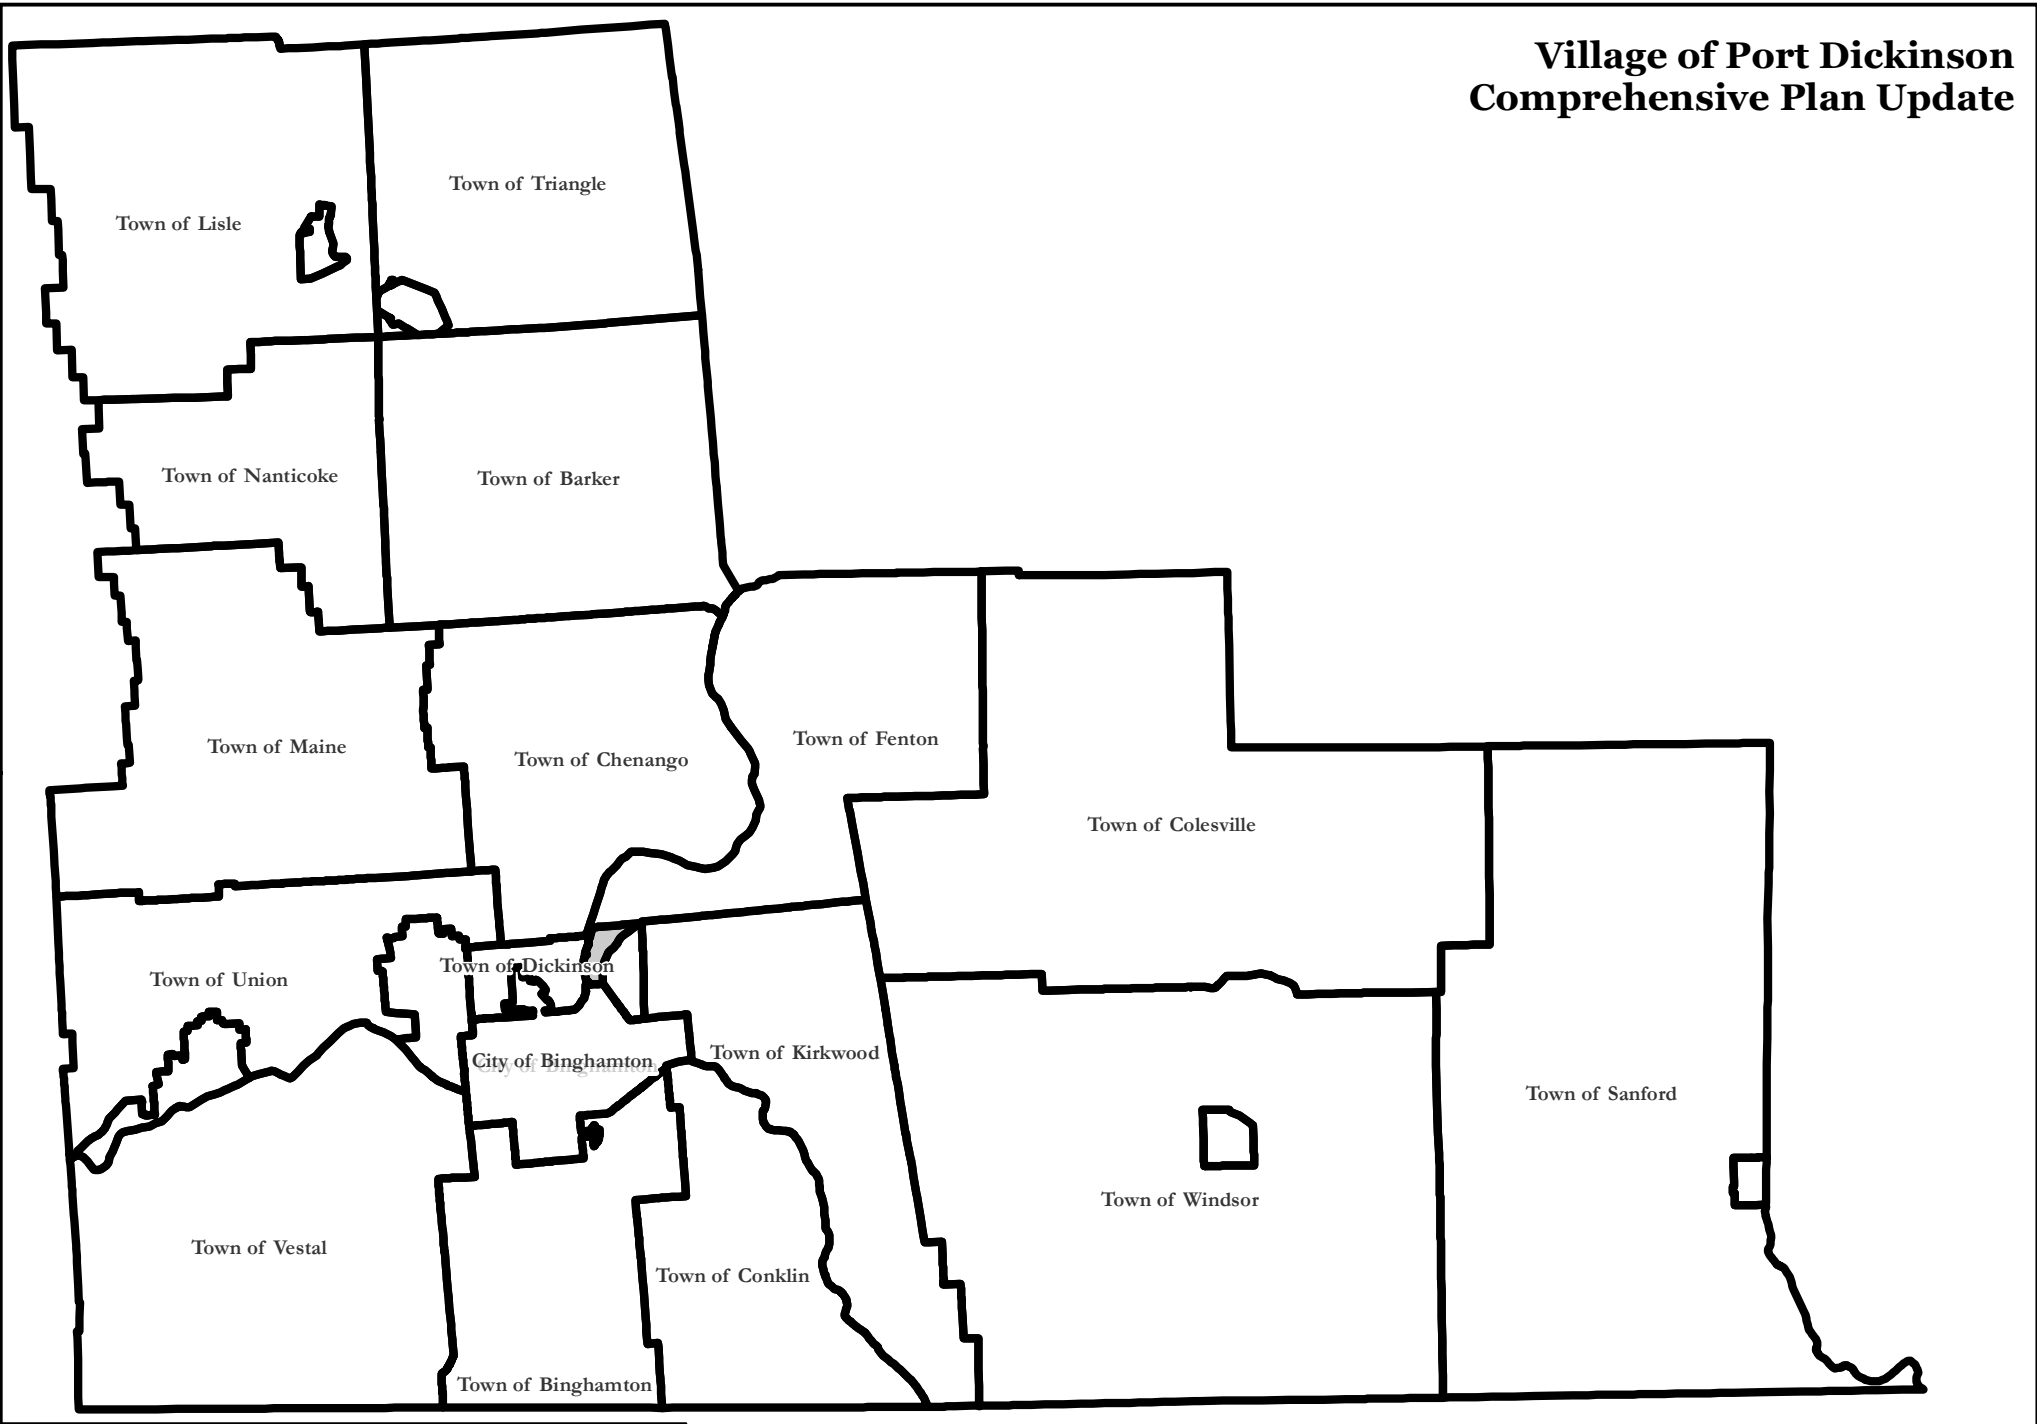 Village of Port Dickinson
Comprehensive Plan Update
Town of Triangle
Town of Lisle
Town of Nanticoke
Town of Barker
Town of Maine
Town of Chenango
Town of Fenton
Town of Colesville
Town of Union
Town of Dickinson
City of Binghamton
City of Binghamton
Town of Kirkwood
Town of Sanford
Town of Windsor
Town of Vestal
Town of Conklin
Town of Binghamton